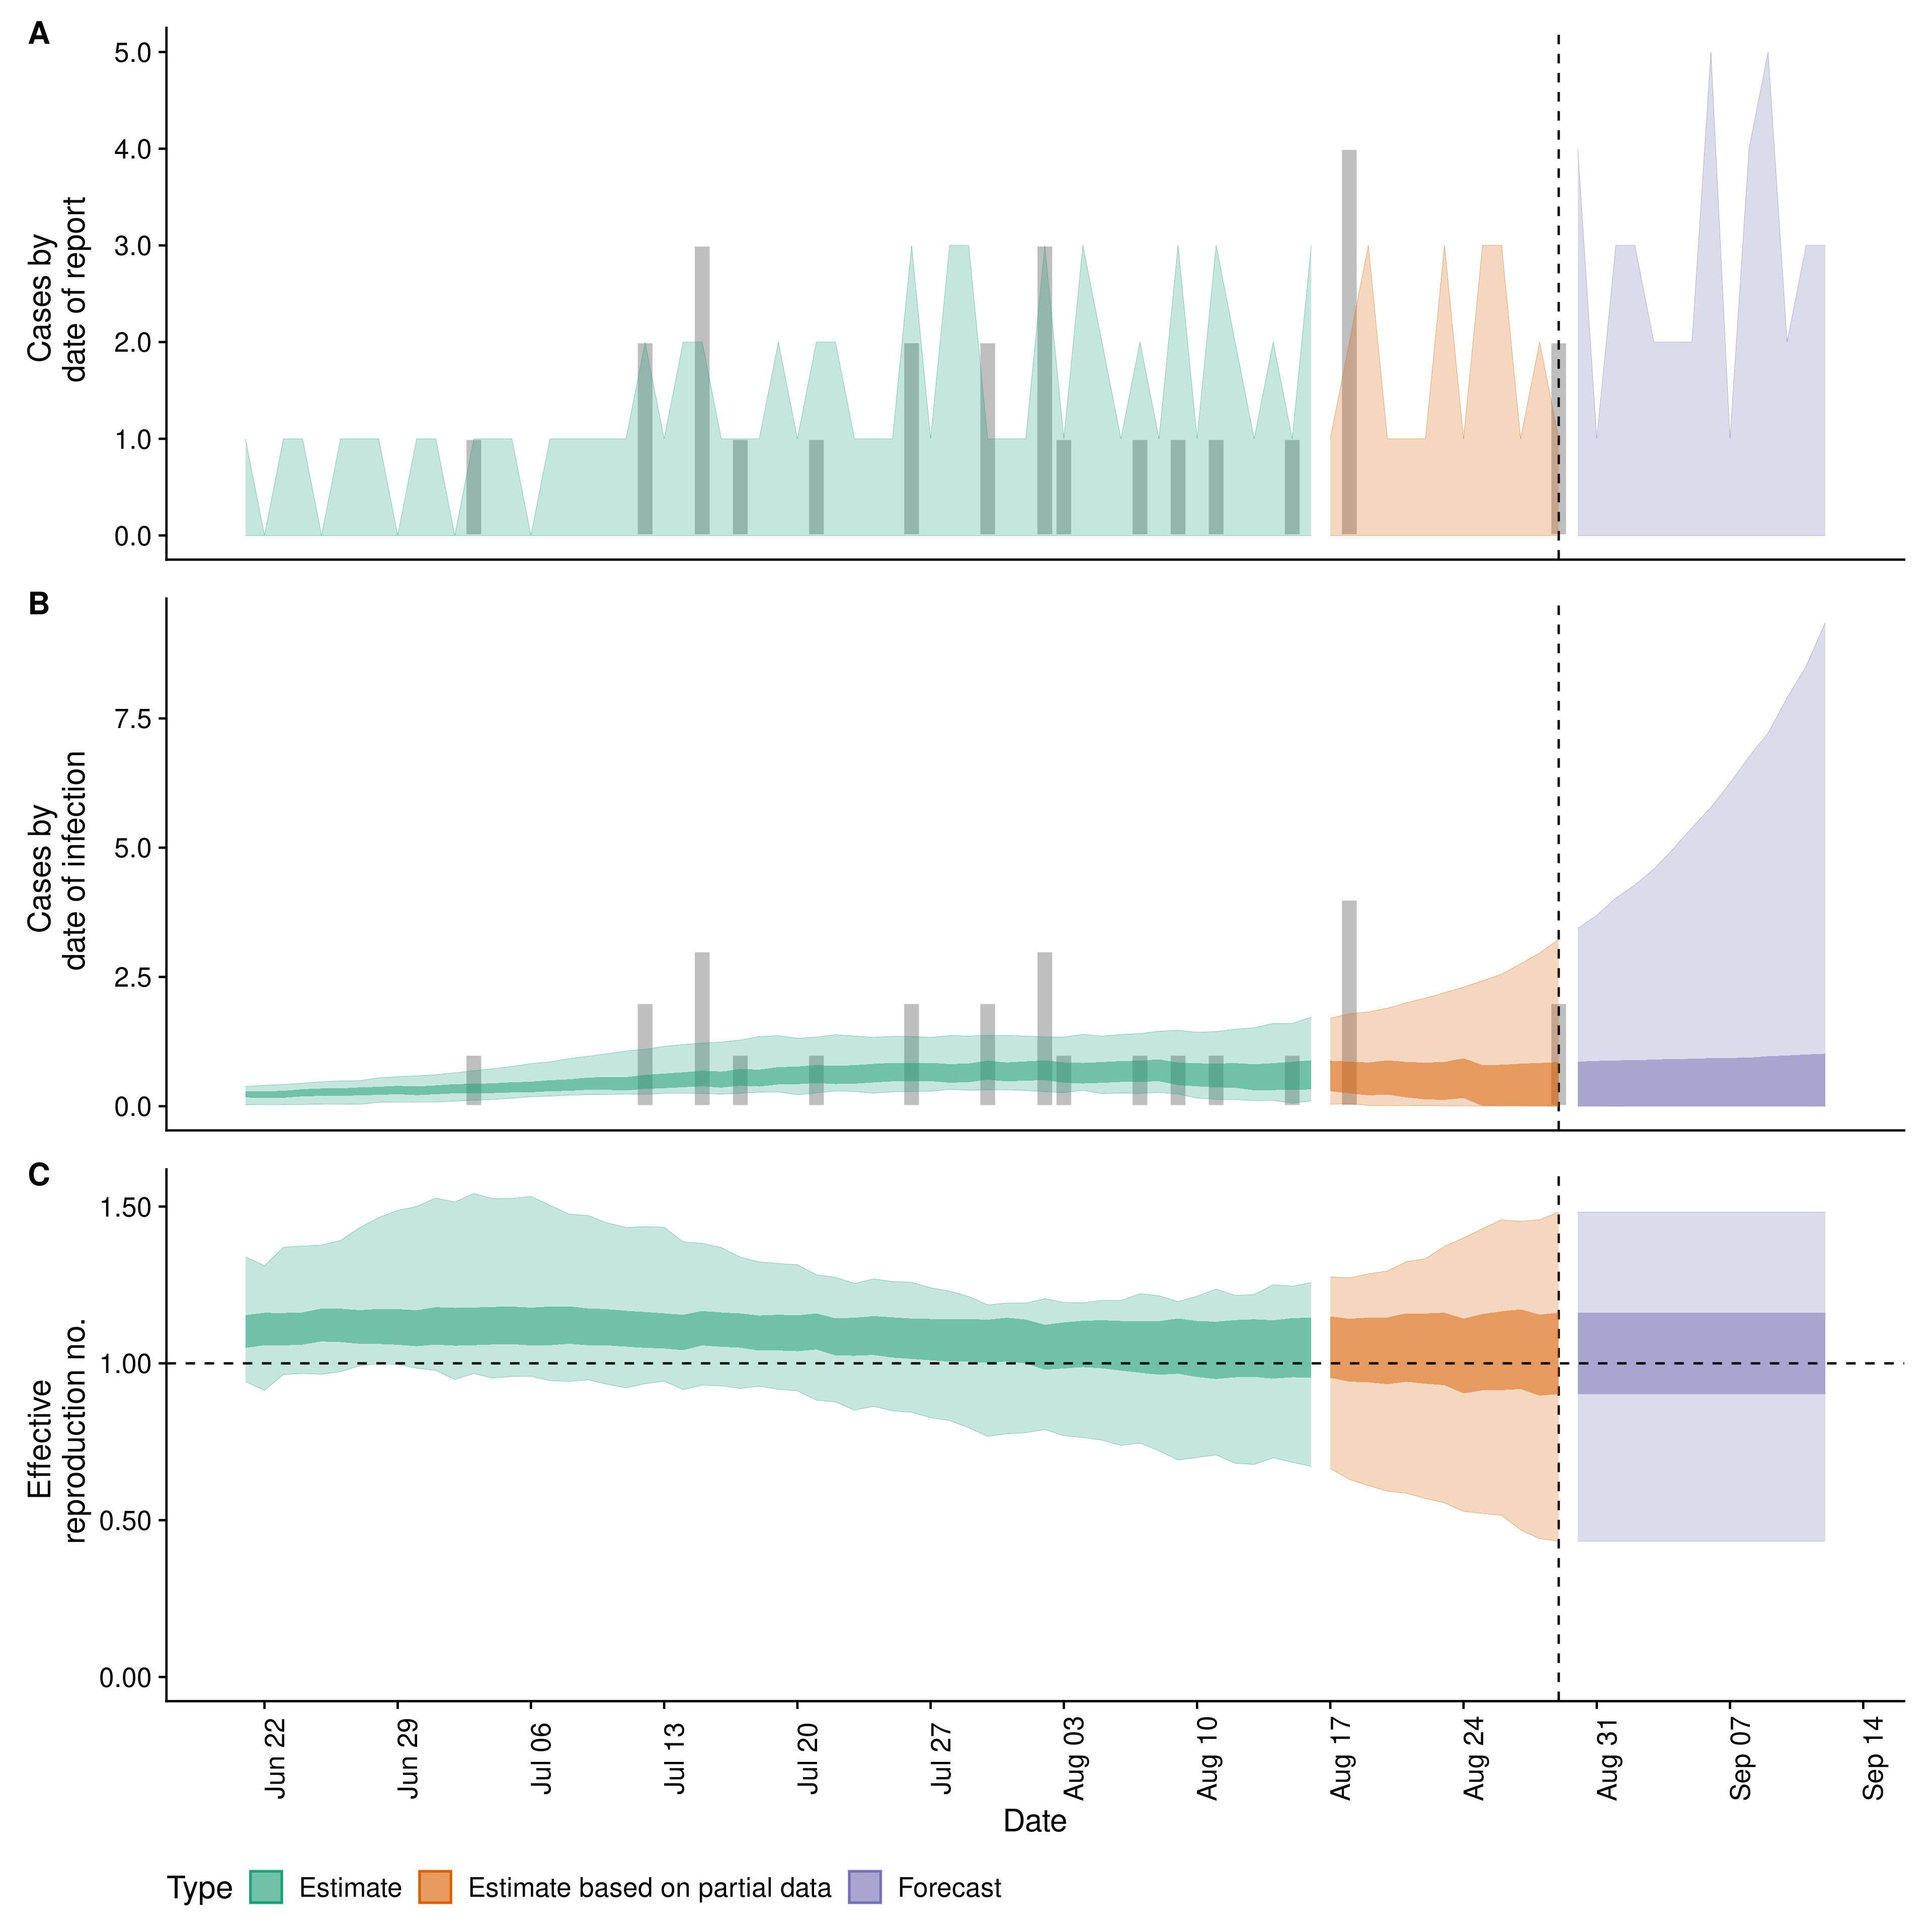 A
5.0
4.0
3.0
2.0
1.0
0.0
Cases by
date of report
B
7.5
5.0
2.5
0.0
Cases by
date of infection
C
1.50
1.00
0.50
0.00
Effective
reproduction no.
Jun 22
Jun 29
Jul 06
Jul 13
Jul 20
Jul 27
Aug 03
Aug 10
Aug 17
Aug 24
Aug 31
Sep 07
Sep 14
Date
Type Estimate Estimate based on partial data Forecast